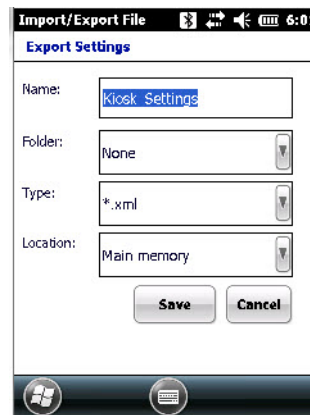 Import/Export File
Export Settings
Name:
Kiosk Settings
Folder:
None
Type:
*.xml
Location:
Main memory
Save
Cancel